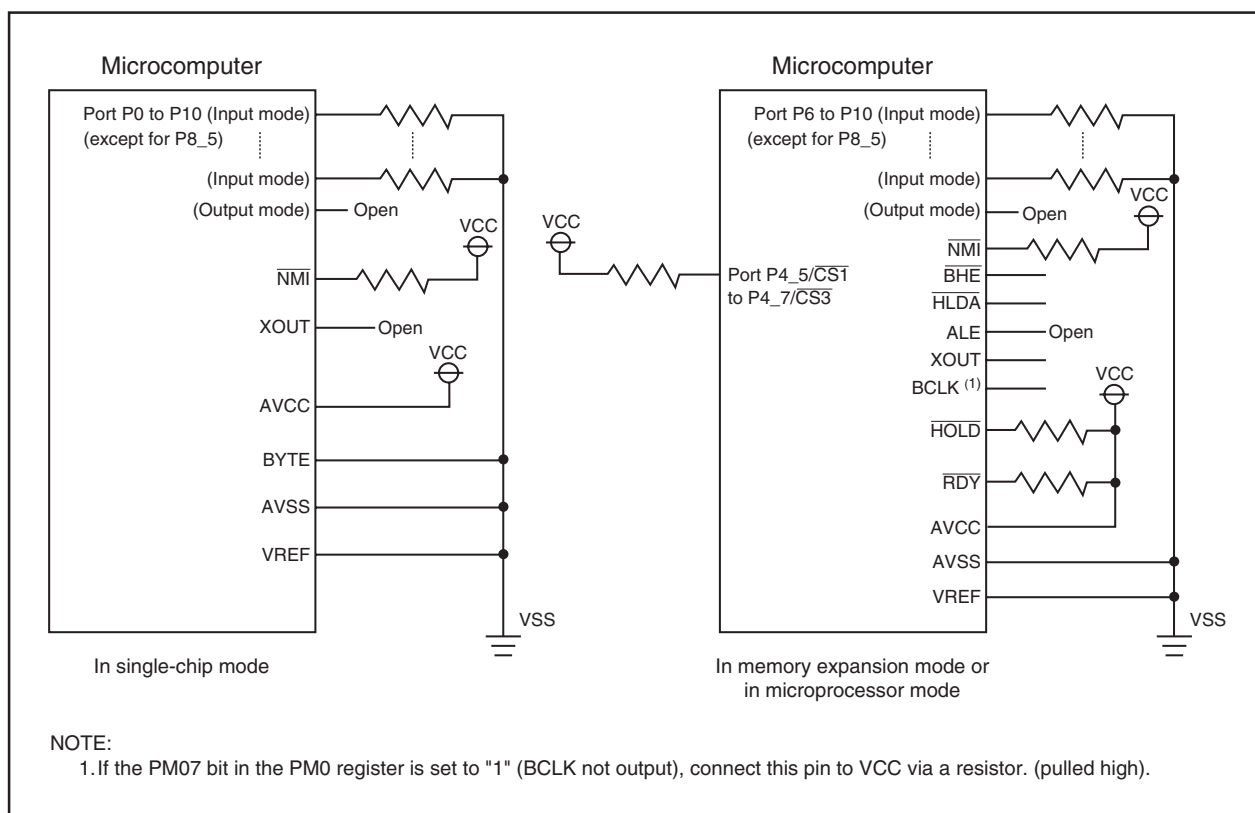 Microcomputer
Port P0 to P10 (Input mode)
(except for P8_5)
(Input mode)
(Output mode)
Open
VCC
NMI
XOUT
Open
VCC
AVCC
BYTE
AVSS
VREF
VSS
In single-chip mode
Microcomputer
Port P6 to P10 (Input mode)
(except for P8_5)
(Input mode)
(Output mode)
Open
VCC
VCC
Port P4_5/CS1
to P4_7/CS3
NMI
BHE
HLDA
ALE
Open
XOUT
BCLK (1)
VCC
HOLD
RDY
AVCC
AVSS
VREF
VSS
In memory expansion mode or
in microprocessor mode
NOTE:
1. If the PM07 bit in the PM0 register is set to "1" (BCLK not output), connect this pin to VCC via a resistor. (pulled high).